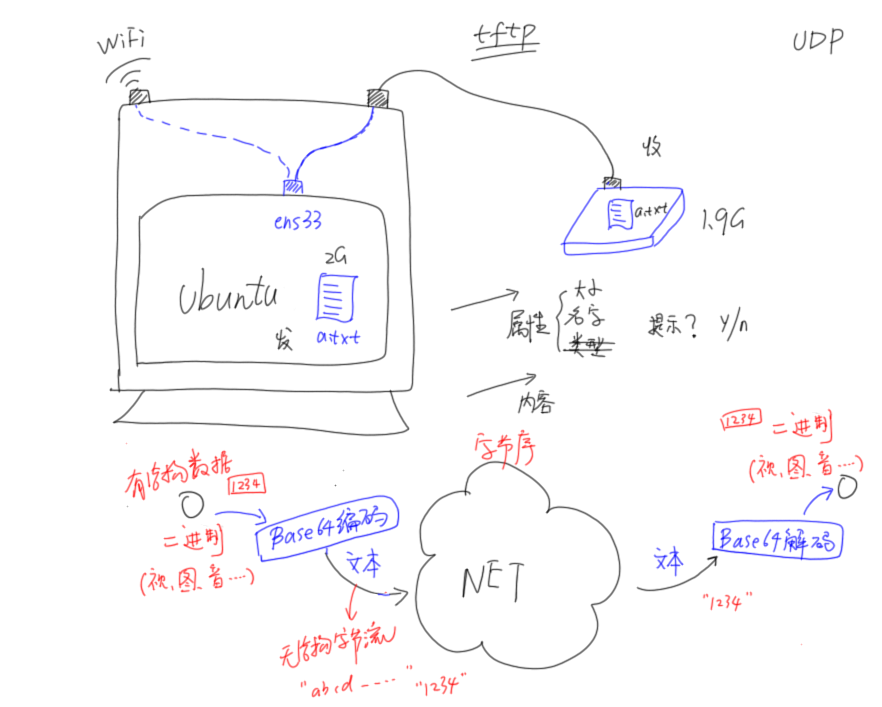 WiFi
tftp
UDP
收
a.txt
1.9G
ens33
2G
Ubuntu
发
a.txt
属性
大小
名字
类型
提示? y/n
内容
字节序
有结构数据
1234
二进制
(视、图、音····)
Base64编码
文本
无结构字节流
"abcd ----"
"1234"
NET
文本
"1234"
Base64解码
1234
二进制
(视、图、音····)